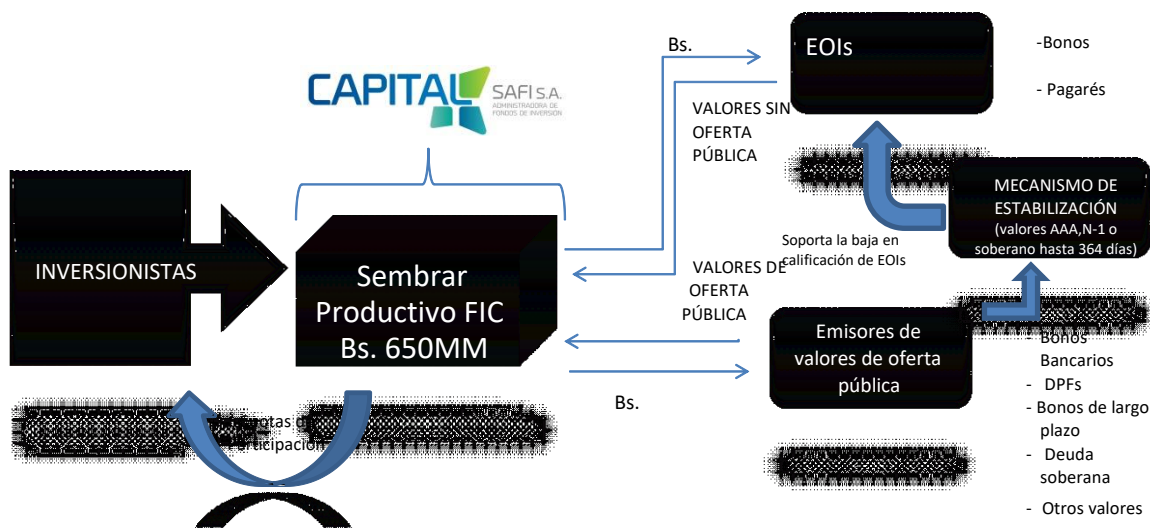 CAPITAL
SAFI S.A.
ADMINISTRADORA DE
FONDOS DE INVERSIÓN
INVERSIONISTAS
Sembrar
Productivo FIC
Bs. 650MM
Bs.
VALORES SIN
OFERTA
PÚBLICA
EOIs
-Bonos
- Pagarés
MECANISMO DE
ESTABILIZACIÓN
(valores AAA,N-1 o
soberano hasta 364 días)
Soporta la baja en
calificación de EOIs
VALORES DE
OFERTA
PÚBLICA
Emisores de
valores de oferta
pública
Bs.
- Bonos
Bancarios
- DPFs
- Bonos de largo
plazo
- Deuda
soberana
- Otros valores